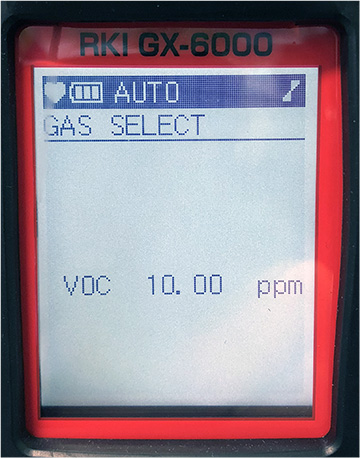 RKI GX-6000
AUTO
GAS SELECT
VOC 10.00 ppm